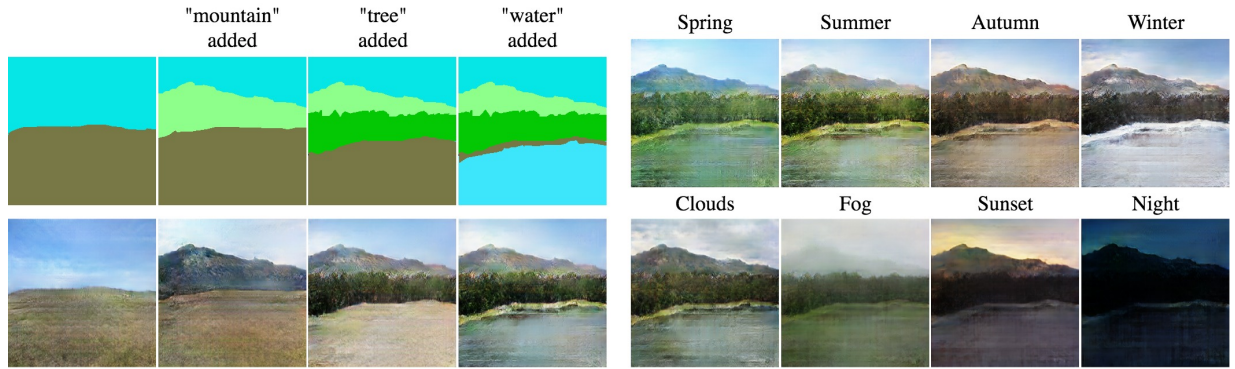 "mountain"
added
"tree"
added
"water"
added
Spring
Summer
Autumn
Winter
Clouds
Fog
Sunset
Night